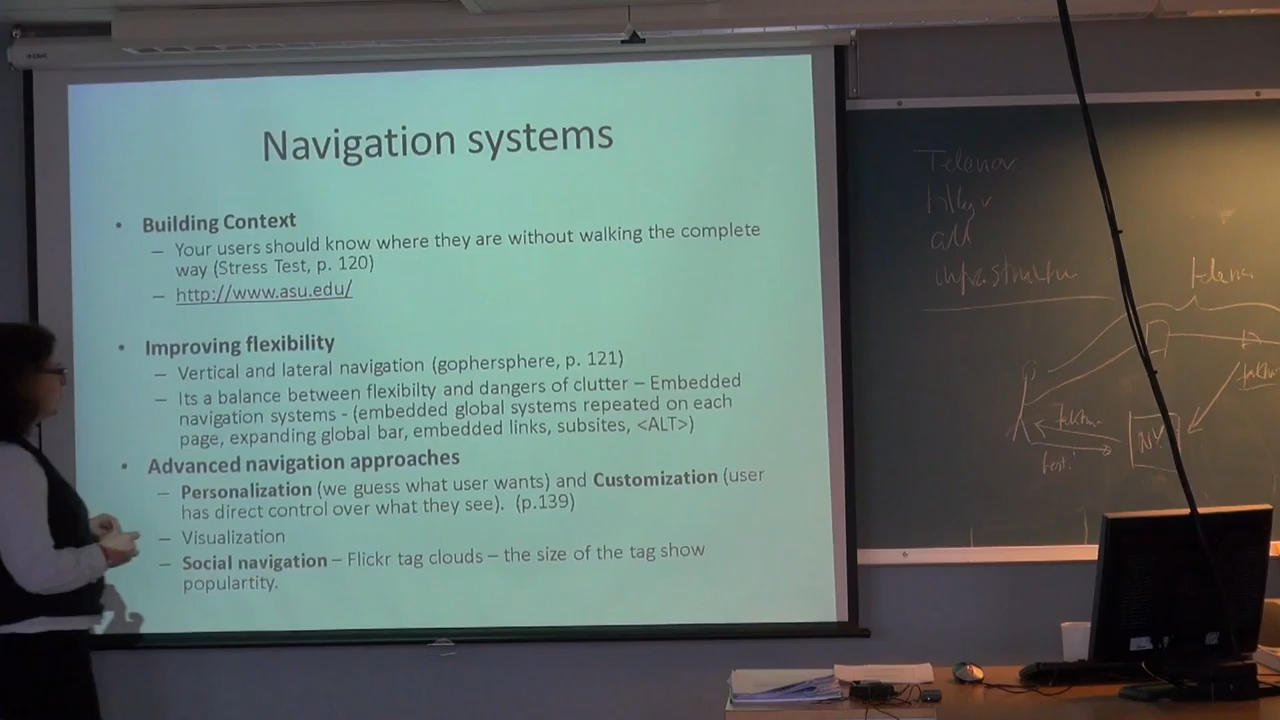 Navigation systems
• Building Context
– Your users should know where they are without walking the complete
way (Stress Test, p. 120)
– http://www.asu.edu/
• Improving flexibility
– Vertical and lateral navigation (gophersphere, p. 121)
– Its a balance between flexibilty and dangers of clutter – Embedded
navigation systems - (embedded global systems repeated on each
page, expanding global bar, embedded links, subsites, <ALT>)
• Advanced navigation approaches
– Personalization (we guess what user wants) and Customization (user
has direct control over what they see). (p.139)
– Visualization
– Social navigation – Flickr tag clouds – the size of the tag show
popartity.
Telenor
all